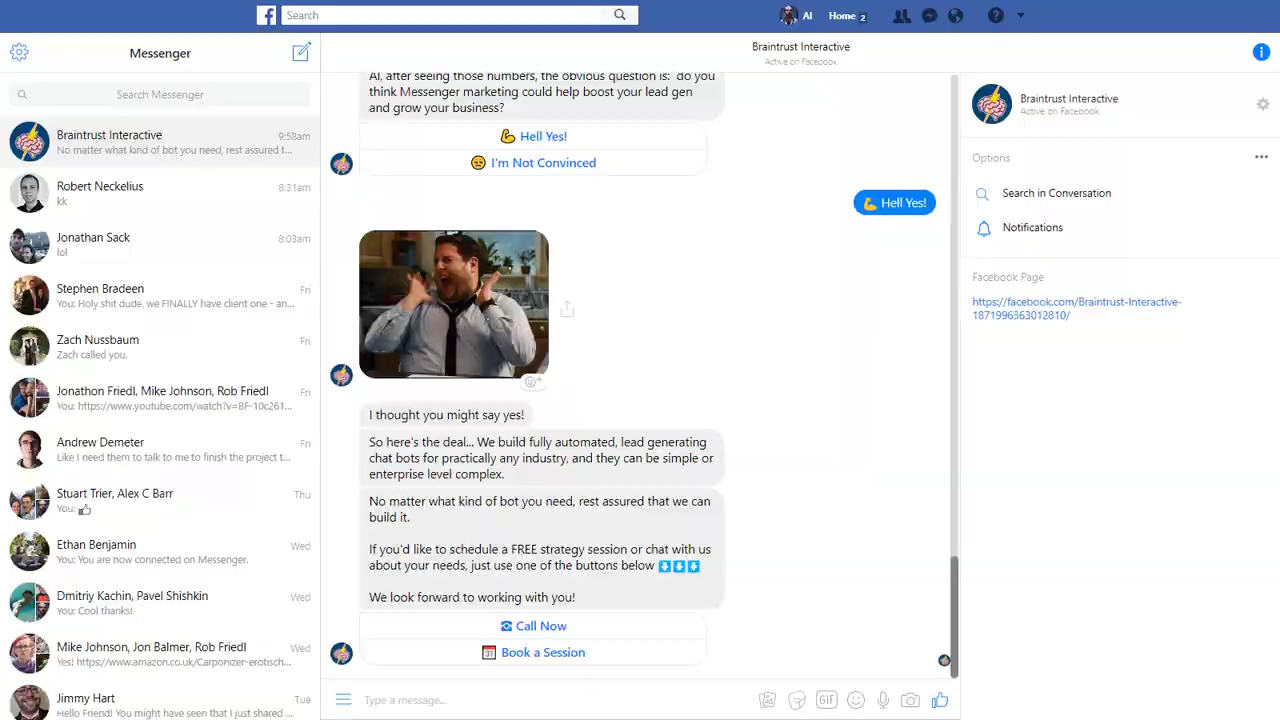 Search
AI
Home 2
Messenger
Search Messenger
Braintrust Interactive
9:58am
No matter what kind of bot you need, rest assured t...
Robert Neckelius
8:31am
kk
Jonathan Sack
8:03am
lol
Stephen Bradeen
Fri
You: Holy shit dude, we FINALLY have client one - an...
Zach Nussbaum
Fri
Zach called you.
Jonathon Friedl, Mike Johnson, Rob Friedl
Fri
You: https://www.youtube.com/watch?v=BF-10c261...
Andrew Demeter
Fri
Like I need them to talk to me to finish the project t...
Stuart Trier, Alex C Barr
Thu
You: 👍
Ethan Benjamin
Wed
You: You are now connected on Messenger.
Dmitriy Kachin, Pavel Shishkin
Wed
You: Cool thanks!
Mike Johnson, Jon Balmer, Rob Friedl
Wed
Yes! https://www.amazon.co.uk/Carponizer-erotisch...
Jimmy Hart
Tue
Hello Friend! You might have seen that I just shared ...
Braintrust Interactive
Active on Facebook
AI, after seeing those numbers, the obvious question is: do you
think Messenger marketing could help boost your lead gen
and grow your business?
💪 Hell Yes!
😣 I'm Not Convinced
💪 Hell Yes!
I thought you might say yes!
So here's the deal... We build fully automated, lead generating
chat bots for practically any industry, and they can be simple or
enterprise level complex.
No matter what kind of bot you need, rest assured that we can
build it.
If you'd like to schedule a FREE strategy session or chat with us
about your needs, just use one of the buttons below ⬇️⬇️⬇️
We look forward to working with you!
☎ Call Now
📅 Book a Session
Type a message...
GIF
Braintrust Interactive
Active on Facebook
Options
Search in Conversation
Notifications
Facebook Page
https://facebook.com/Braintrust-Interactive-
1871996363012810/